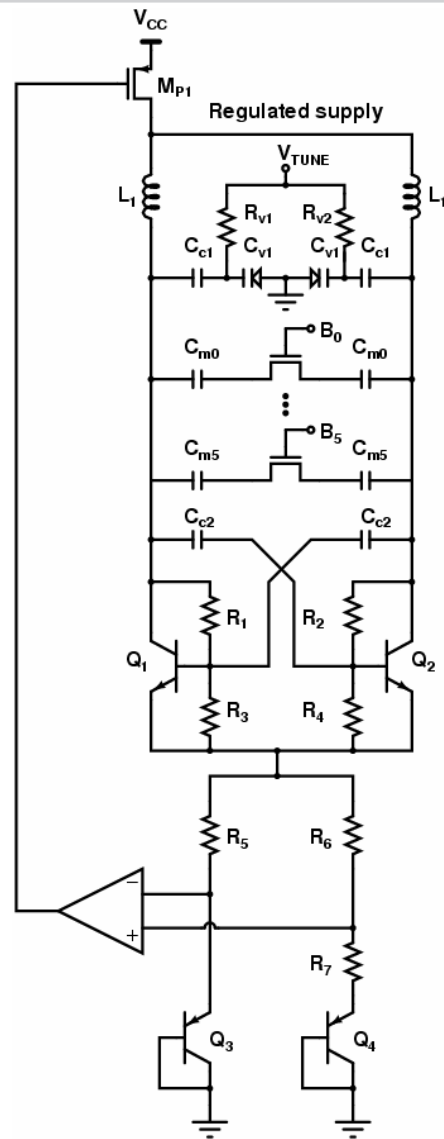 V_CC
M_P1
Regulated supply
V_TUNE
L_1 R_v1 R_v2 L_1
C_c1 C_v1 C_v1 C_c1
B_0
C_m0 C_m0
B_5
C_m5 C_m5
C_c2 C_c2
R_1 R_2
Q_1 Q_2
R_3 R_4
R_5 R_6
−
+
R_7
Q_3 Q_4